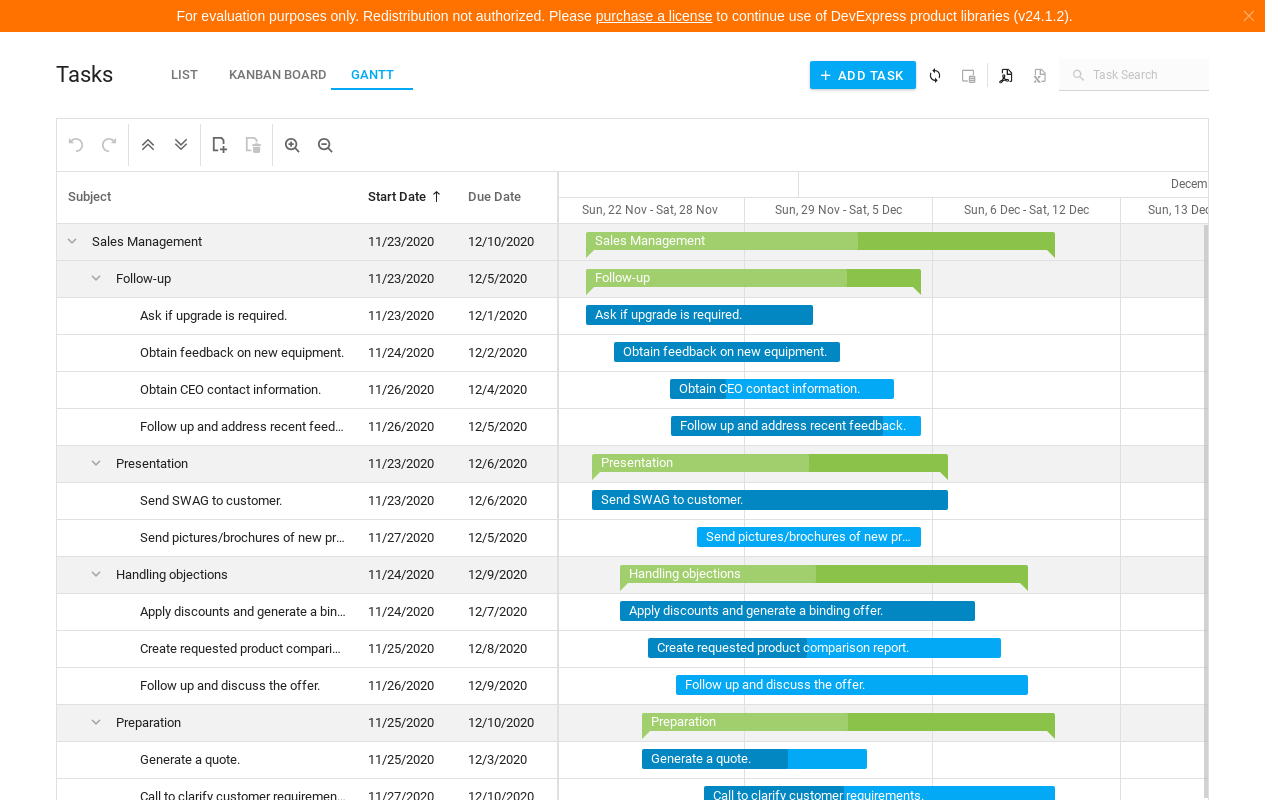 For evaluation purposes only. Redistribution not authorized. Please purchase a license to continue use of DevExpress product libraries (v24.1.2).
Tasks LIST KANBAN BOARD GANTT ADD TASK Task Search
Subject Start Date Due Date
Decem
Sun, 22 Nov - Sat, 28 Nov Sun, 29 Nov - Sat, 5 Dec Sun, 6 Dec - Sat, 12 Dec Sun, 13 Dec
Sales Management 11/23/2020 12/10/2020 Sales Management
Follow-up 11/23/2020 12/5/2020 Follow-up
Ask if upgrade is required. 11/23/2020 12/1/2020 Ask if upgrade is required.
Obtain feedback on new equipment. 11/24/2020 12/2/2020 Obtain feedback on new equipment.
Obtain CEO contact information. 11/26/2020 12/4/2020 Obtain CEO contact information.
Follow up and address recent feed... 11/26/2020 12/5/2020 Follow up and address recent feedback.
Presentation 11/23/2020 12/6/2020 Presentation
Send SWAG to customer. 11/23/2020 12/6/2020 Send SWAG to customer.
Send pictures/brochures of new pr... 11/27/2020 12/5/2020 Send pictures/brochures of new pr...
Handling objections 11/24/2020 12/9/2020 Handling objections
Apply discounts and generate a bin... 11/24/2020 12/7/2020 Apply discounts and generate a binding offer.
Create requested product compari... 11/25/2020 12/8/2020 Create requested product comparison report.
Follow up and discuss the offer. 11/26/2020 12/9/2020 Follow up and discuss the offer.
Preparation 11/25/2020 12/10/2020 Preparation
Generate a quote. 11/25/2020 12/3/2020 Generate a quote.
Call to clarify customer requiremen... 11/27/2020 12/10/2020 Call to clarify customer requirements.